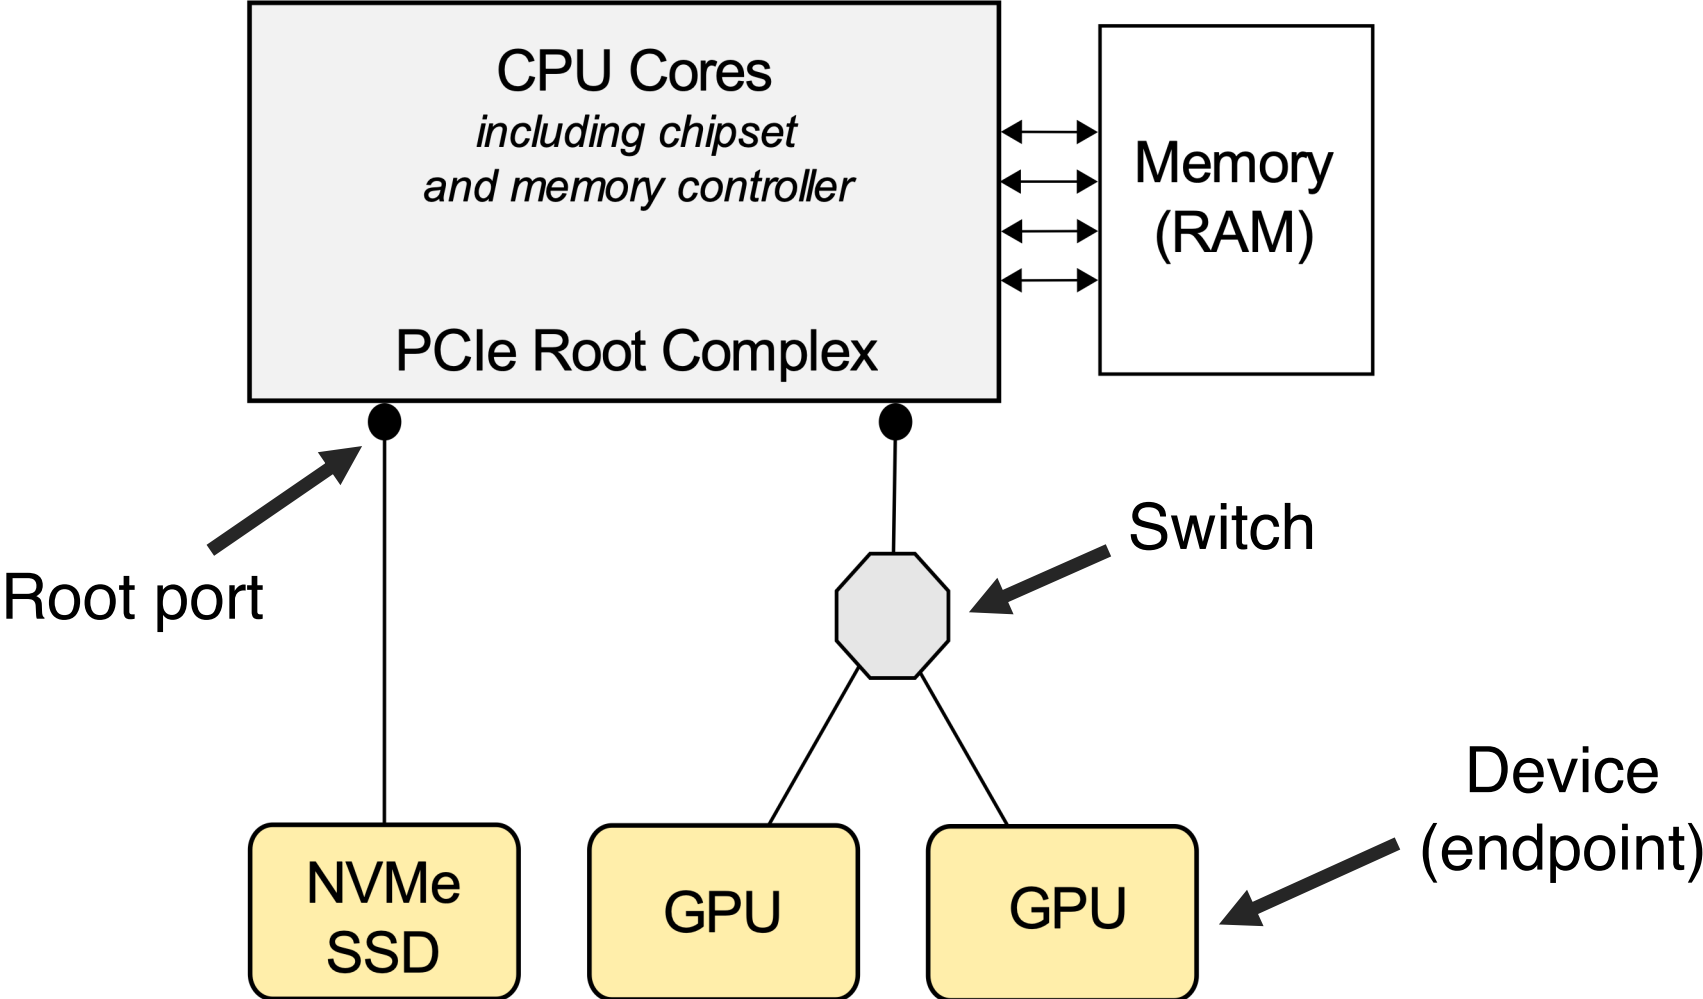 CPU Cores
including chipset
and memory controller
Memory
(RAM)
PCIe Root Complex
Root port
Switch
Device
(endpoint)
NVMe
SSD
GPU
GPU